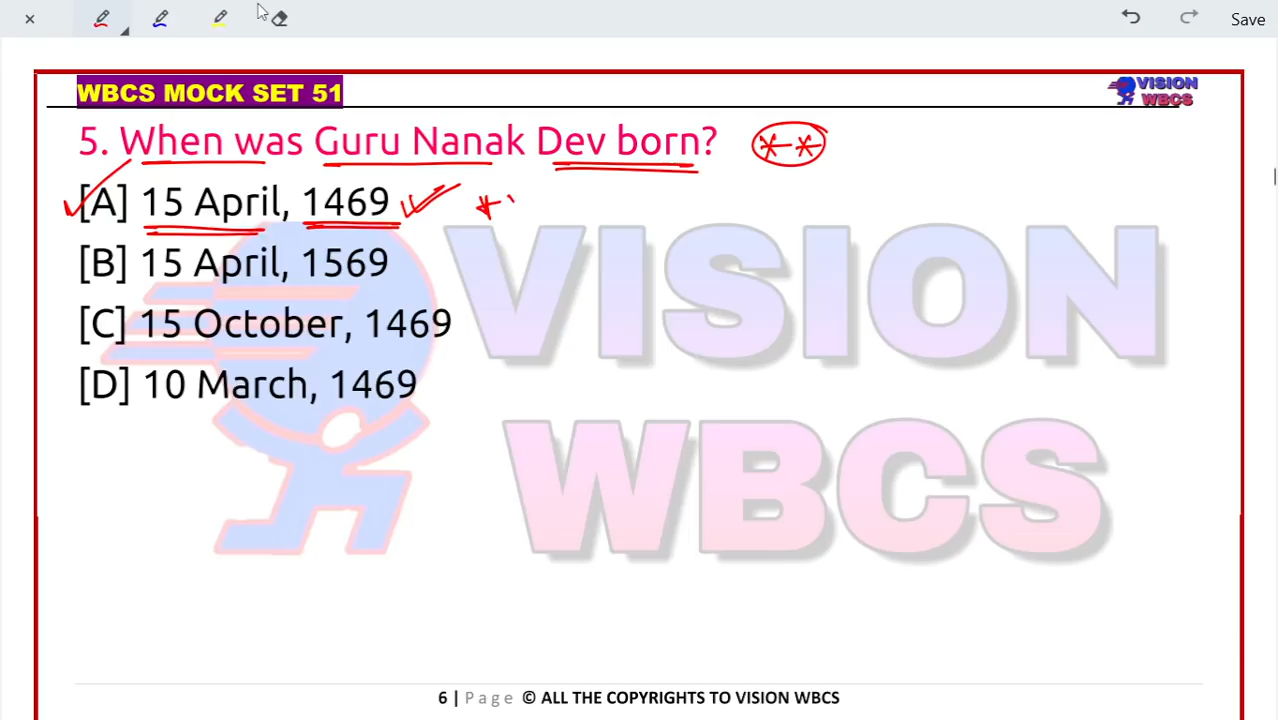 Save
WBCS MOCK SET 51
VISION
WBCS
5. When was Guru Nanak Dev born?
[A] 15 April, 1469
[B] 15 April, 1569
[C] 15 October, 1469
[D] 10 March, 1469
VISION
WBCS
6 | Page © ALL THE COPYRIGHTS TO VISION WBCS